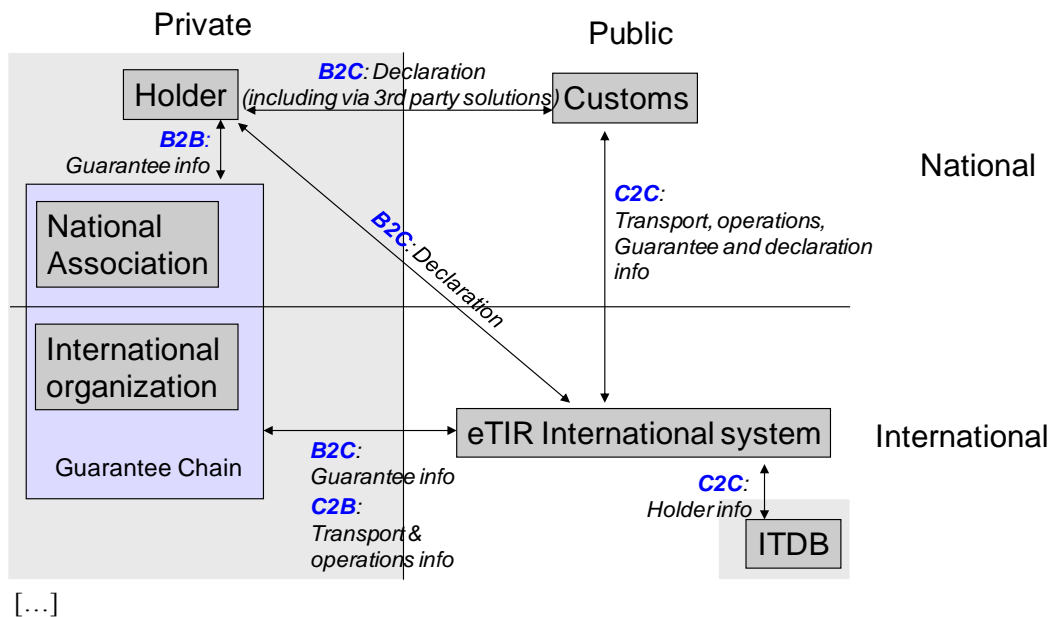 Private
Public
B2C: Declaration
(including via 3rd party solutions)
Holder
Customs
National
B2B:
Guarantee info
National
Association
B2C: Declaration
C2C:
Transport, operations,
Guarantee and declaration
info
International
organization
Guarantee Chain
eTIR International system
International
B2C:
Guarantee info
C2B:
Transport &
operations info
C2C:
Holder info
ITDB
[…]